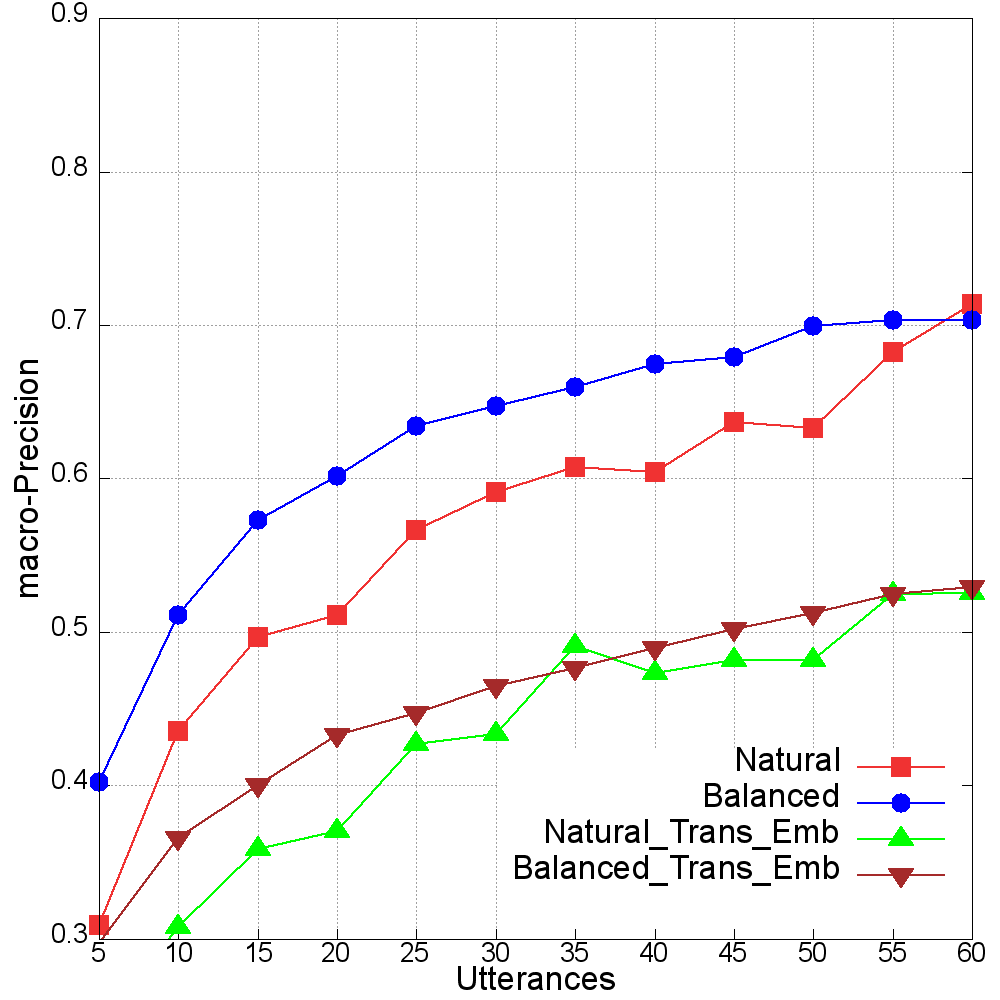 0.9
0.8
0.7
0.6
0.5
0.4
0.3
macro-Precision
Natural
Balanced
Natural_Trans_Emb
Balanced_Trans_Emb
5 10 15 20 25 30 35 40 45 50 55 60
Utterances